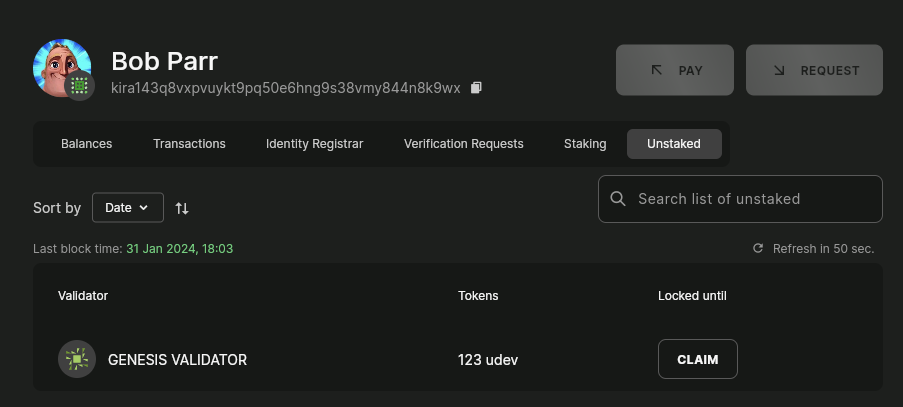 Bob Parr
kira143q8vxpvuykt9pq50e6hng9s38vmy844n8k9wx
PAY
REQUEST
Balances Transactions Identity Registrar Verification Requests Staking Unstaked
Sort by Date
Search list of unstaked
Last block time: 31 Jan 2024, 18:03
Refresh in 50 sec.
Validator Tokens Locked until
GENESIS VALIDATOR 123 udev CLAIM